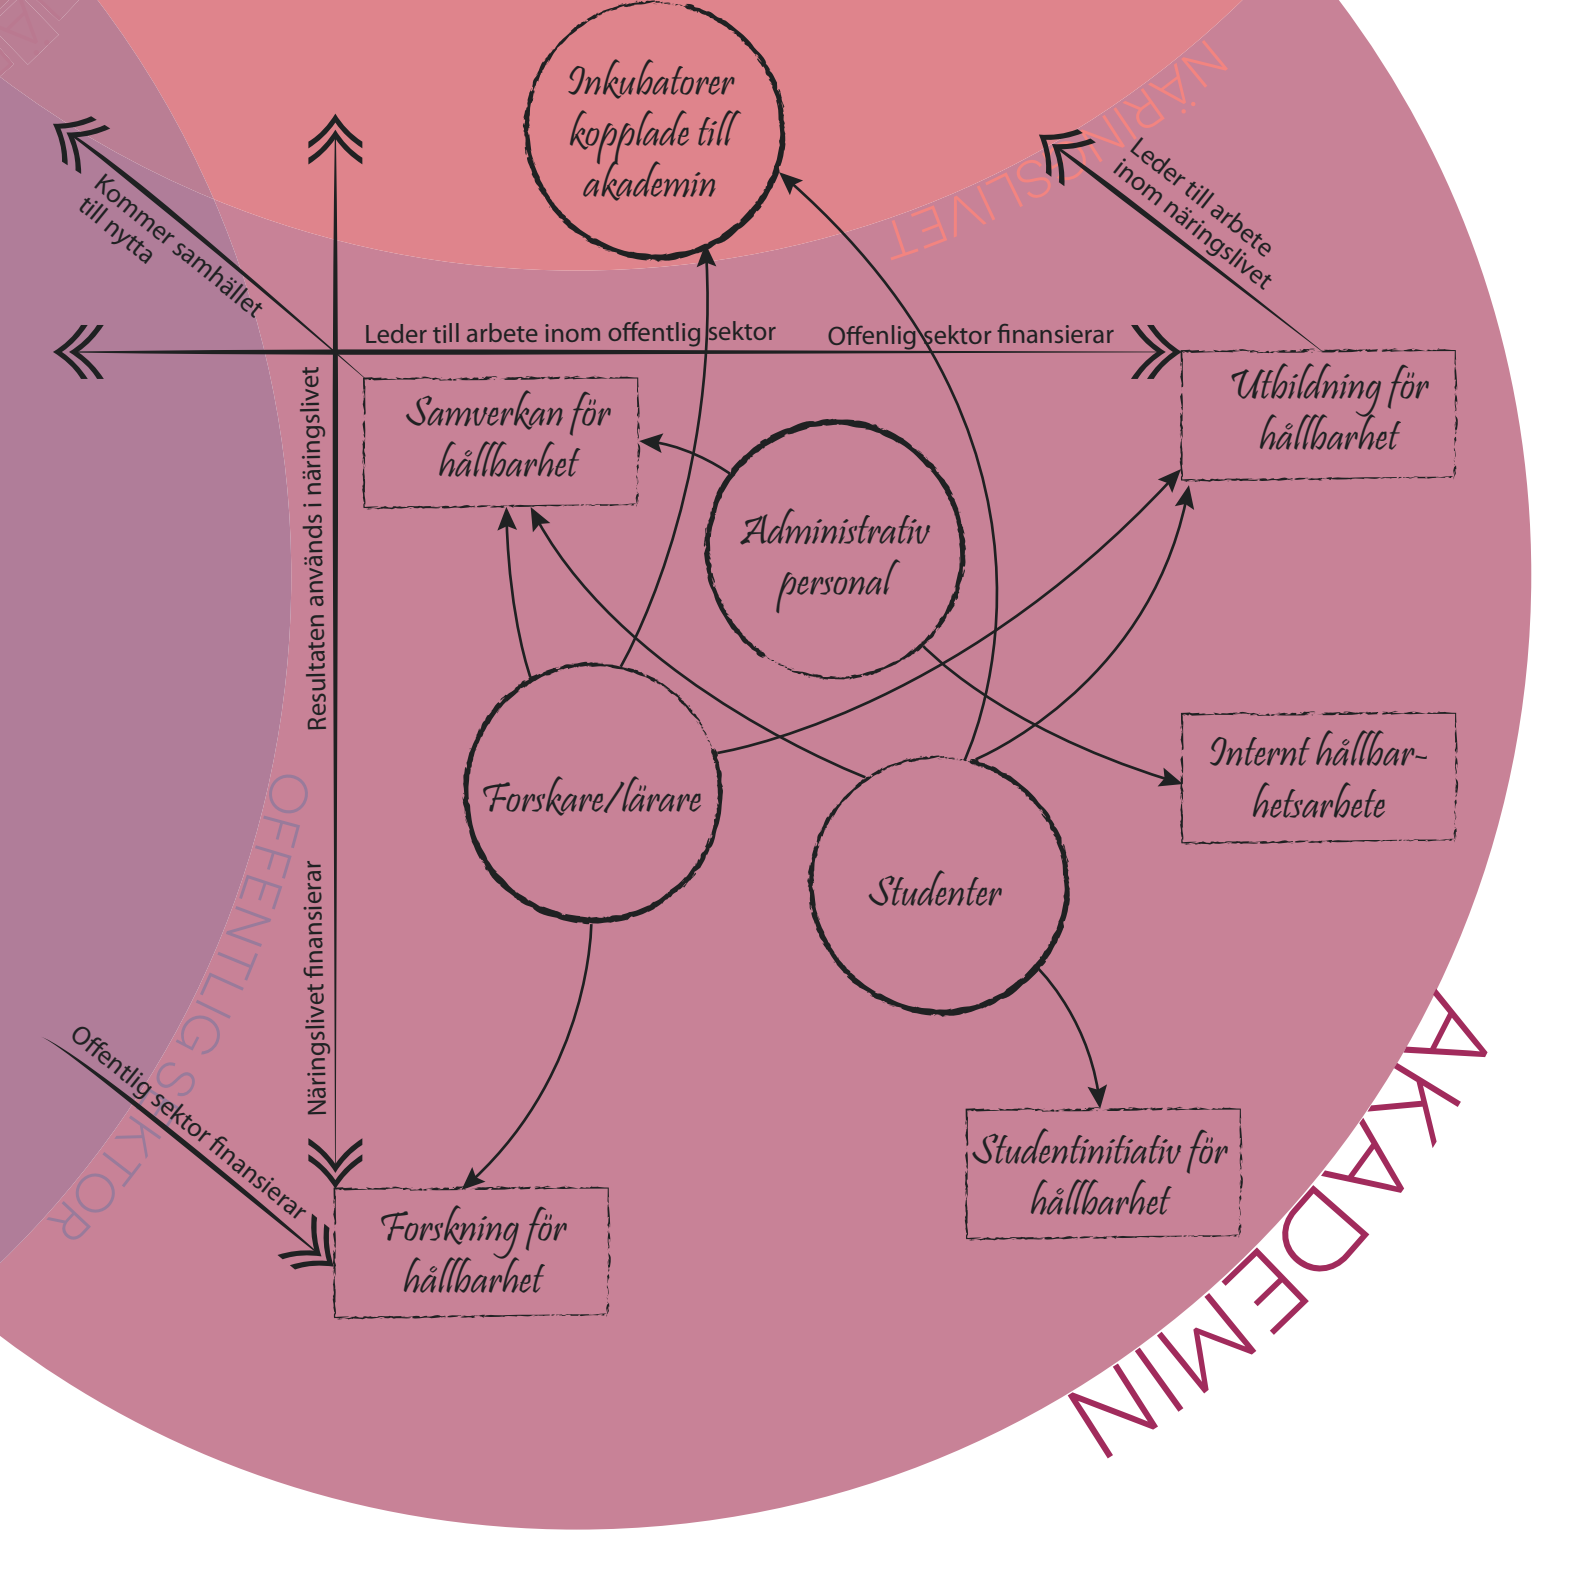 Inkubatorer
kopplade till
akademin
NÄRINGSLIVET
Leder till arbete
inom näringslivet
Kommer samhället
till nytta
Leder till arbete inom offentlig sektor
Offenlig sektor finansierar
Samverkan för
hållbarhet
Utbildning för
hållbarhet
Resultaten används i näringslivet
Administrativ
personal
Internt hållbar-
hetsarbete
Forskare/lärare
Studenter
Näringslivet finansierar
OFFENTLIG SEKTOR
Offentlig sektor finansierar
Studentinitiativ för
hållbarhet
Forskning för
hållbarhet
AKADEMIN